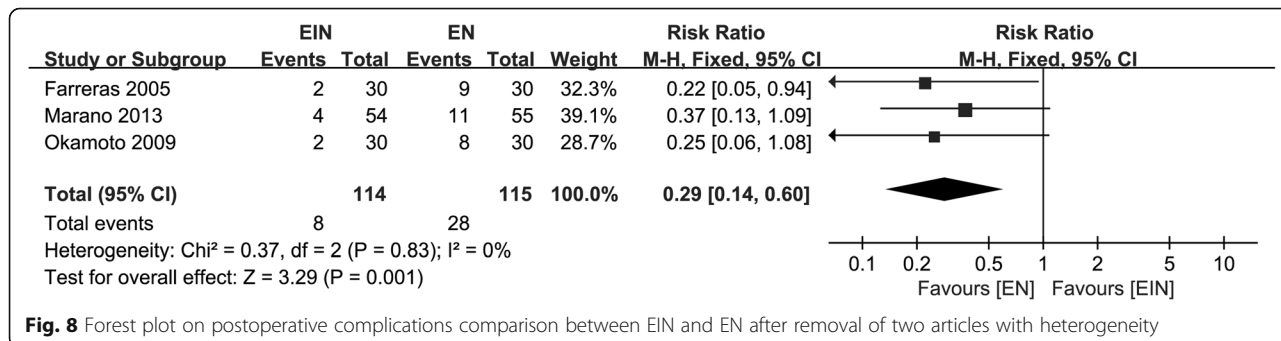 EIN EN Risk Ratio Risk Ratio
Study or Subgroup Events Total Events Total Weight M-H, Fixed, 95% CI M-H, Fixed, 95% CI
Farreras 2005 2 30 9 30 32.3% 0.22 [0.05, 0.94]
Marano 2013 4 54 11 55 39.1% 0.37 [0.13, 1.09]
Okamoto 2009 2 30 8 30 28.7% 0.25 [0.06, 1.08]
Total (95% CI) 114 115 100.0% 0.29 [0.14, 0.60]
Total events 8 28
Heterogeneity: Chi² = 0.37, df = 2 (P = 0.83); I² = 0%
Test for overall effect: Z = 3.29 (P = 0.001)
0.1 0.2 0.5 1 2 5 10
Favours [EN] Favours [EIN]
Fig. 8 Forest plot on postoperative complications comparison between EIN and EN after removal of two articles with heterogeneity